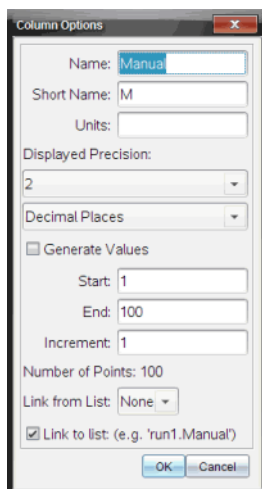 Column Options
Name: Manual
Short Name: M
Units:
Displayed Precision:
2
Decimal Places
Generate Values
Start: 1
End: 100
Increment: 1
Number of Points: 100
Link from List: None
Link to list: (e.g. 'run1.Manual')
OK Cancel